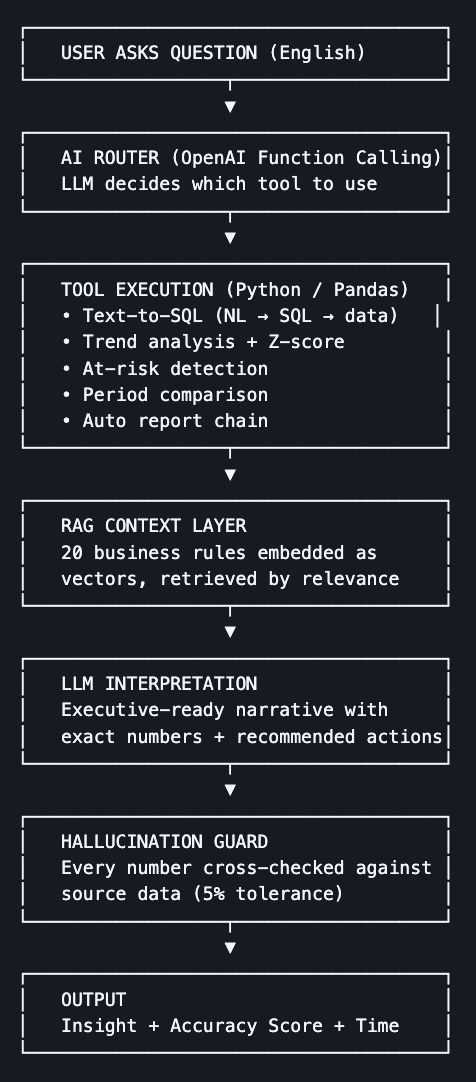 USER ASKS QUESTION (English)
▼
AI ROUTER (OpenAI Function Calling)
LLM decides which tool to use
▼
TOOL EXECUTION (Python / Pandas)
• Text-to-SQL (NL → SQL → data)
• Trend analysis + Z-score
• At-risk detection
• Period comparison
• Auto report chain
▼
RAG CONTEXT LAYER
20 business rules embedded as
vectors, retrieved by relevance
▼
LLM INTERPRETATION
Executive-ready narrative with
exact numbers + recommended actions
▼
HALLUCINATION GUARD
Every number cross-checked against
source data (5% tolerance)
▼
OUTPUT
Insight + Accuracy Score + Time